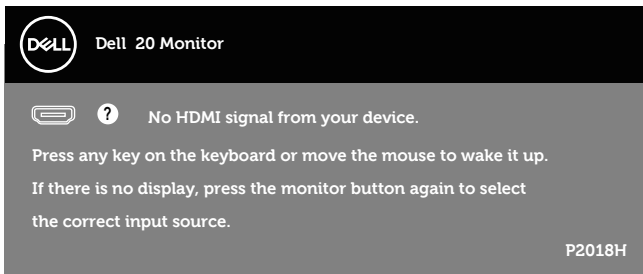 DELL
Dell 20 Monitor
? No HDMI signal from your device.
Press any key on the keyboard or move the mouse to wake it up.
If there is no display, press the monitor button again to select
the correct input source.
P2018H